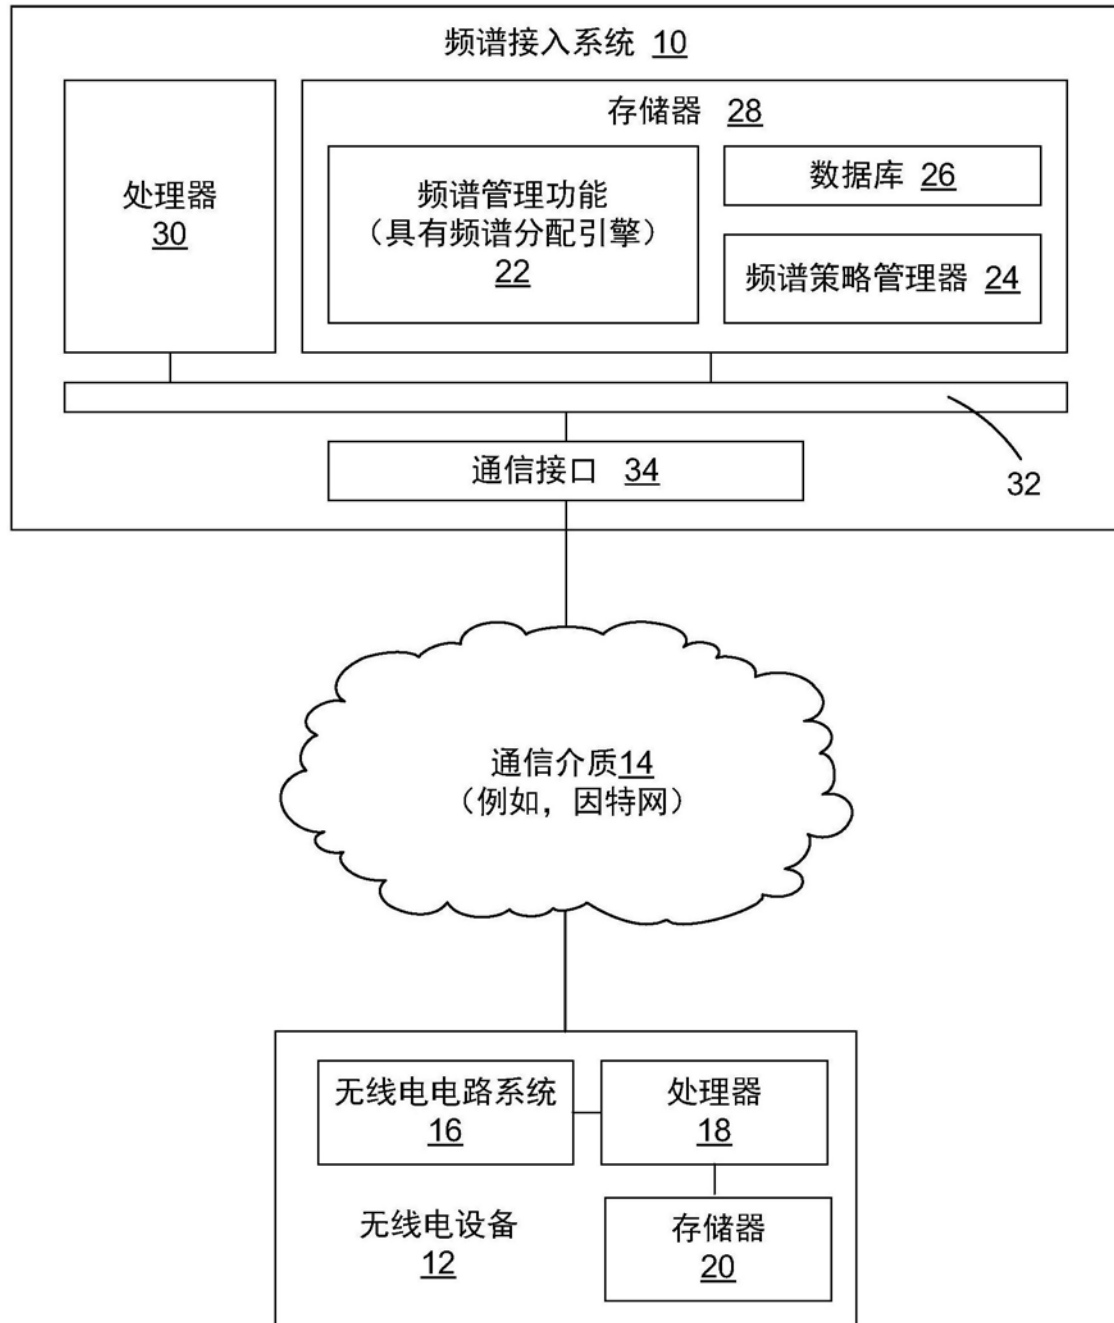 频谱接入系统 10
存储器 28
处理器
30
频谱管理功能
（具有频谱分配引擎）
22
数据库 26
频谱策略管理器 24
通信接口 34
32
通信介质14
（例如，因特网）
无线电电路系统
16
处理器
18
无线电设备
12
存储器
20